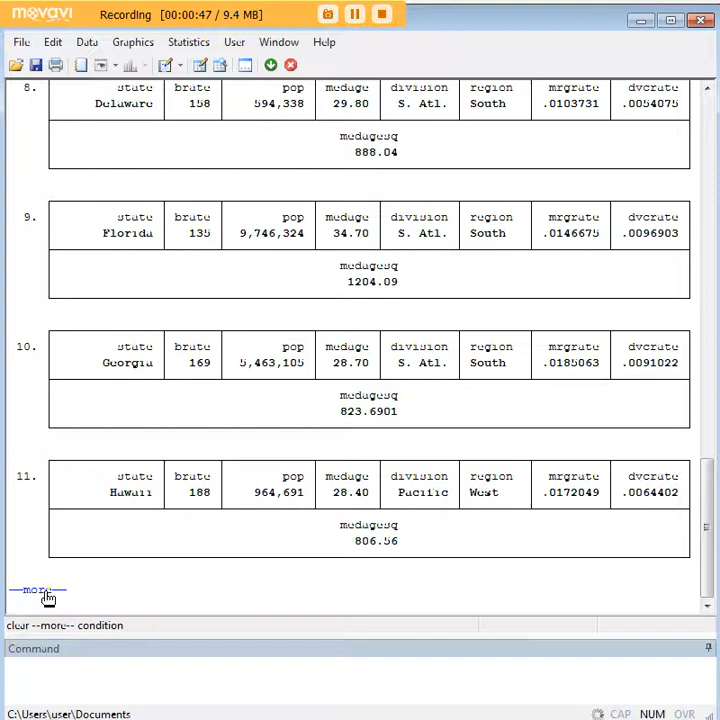 movavi Recording [00:00:47 / 9.4 MB]
File Edit Data Graphics Statistics User Window Help
8. state brate pop medage division region mrgrate dvcrate
Delaware 158 594,338 29.80 S. Atl. South .0103731 .0054075
medagesq
888.04
9. state brate pop medage division region mrgrate dvcrate
Florida 135 9,746,324 34.70 S. Atl. South .0146675 .0096903
medagesq
1204.09
10. state brate pop medage division region mrgrate dvcrate
Georgia 169 5,463,105 28.70 S. Atl. South .0185063 .0091022
medagesq
823.6901
11. state brate pop medage division region mrgrate dvcrate
Hawaii 188 964,691 28.40 Pacific West .0172049 .0064402
medagesq
806.56
—more—
clear --more-- condition
Command
C:\Users\user\Documents CAP NUM OVR